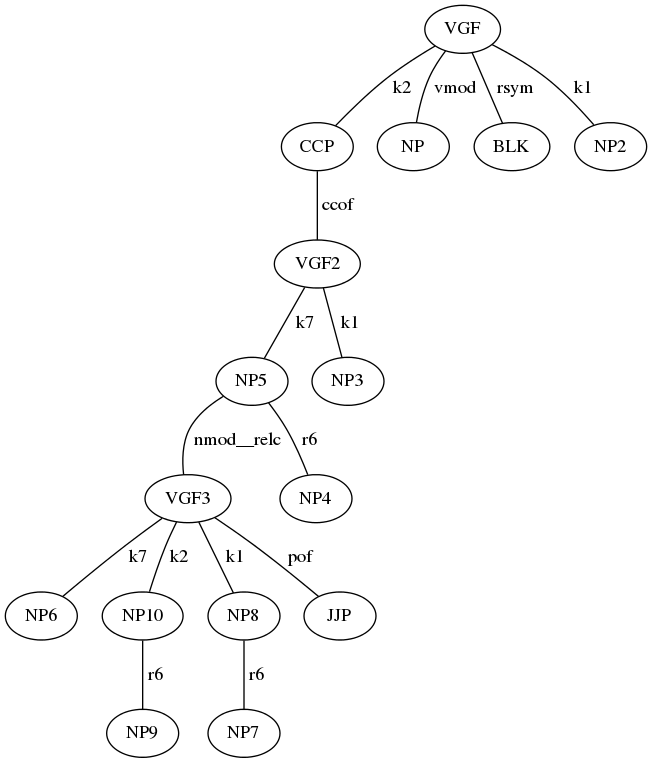 VGF
k2 vmod rsym k1
CCP NP BLK NP2
ccof
VGF2
k7 k1
NP5 NP3
nmod__relc r6
VGF3 NP4
k7 k2 k1 pof
NP6 NP10 NP8 JJP
r6 r6
NP9 NP7